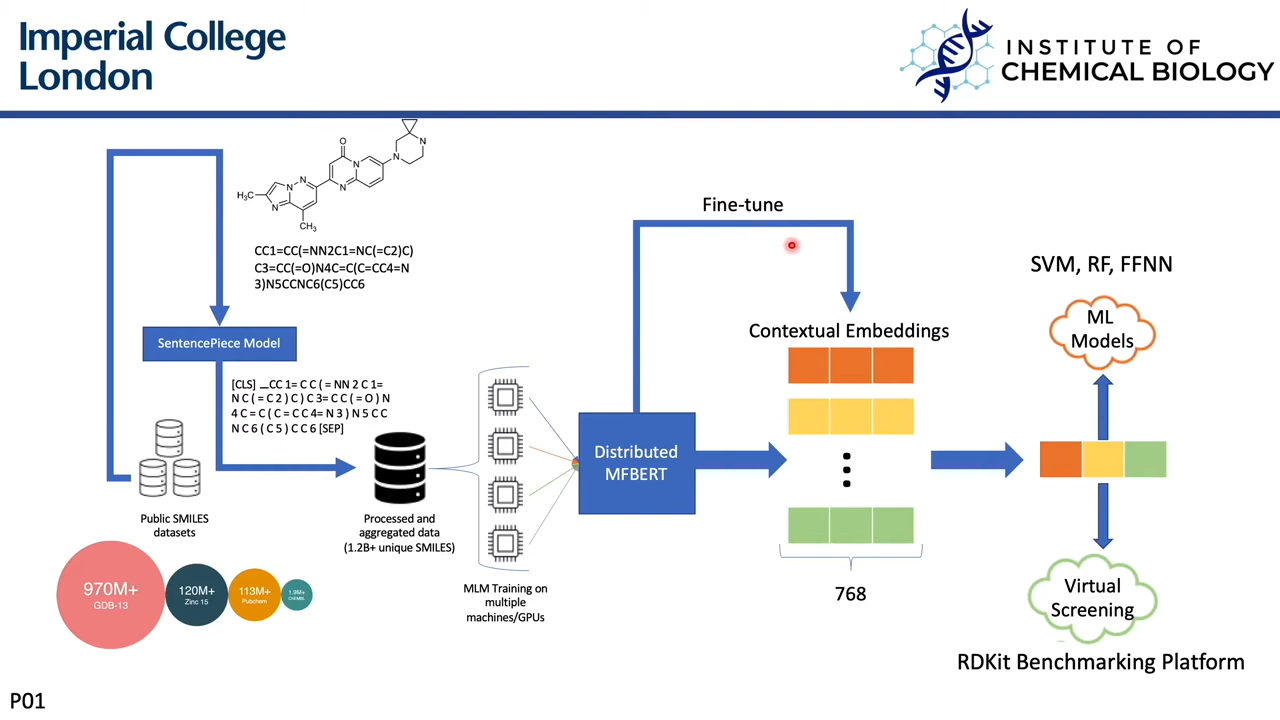 Imperial College
London
INSTITUTE OF
CHEMICAL BIOLOGY
O
N
N
N
N
N
N
N
H₃C
CH₃
CC1=CC(=NN2C1=NC(=C2)C)
C3=CC(=O)N4C=C(C=CC4=N
3)N5CCNC6(C5)CC6
SentencePiece Model
[CLS] _CC 1= C C ( = NN 2 C 1=
N C ( = C 2 ) C ) C 3= C C ( = O ) N
4 C = C ( C = CC 4= N 3 ) N 5 C C
N C 6 ( C 5 ) C C 6 [SEP]
Public SMILES
datasets
970M+
GDB-13
120M+
Zinc 15
113M+
Pubchem
1.9M+
CHEMBL
Processed and
aggregated data
(1.2B+ unique SMILES)
MLM Training on
multiple
machines/GPUs
Distributed
MFBERT
Fine-tune
Contextual Embeddings
768
SVM, RF, FFNN
ML
Models
Virtual
Screening
RDKit Benchmarking Platform
P01